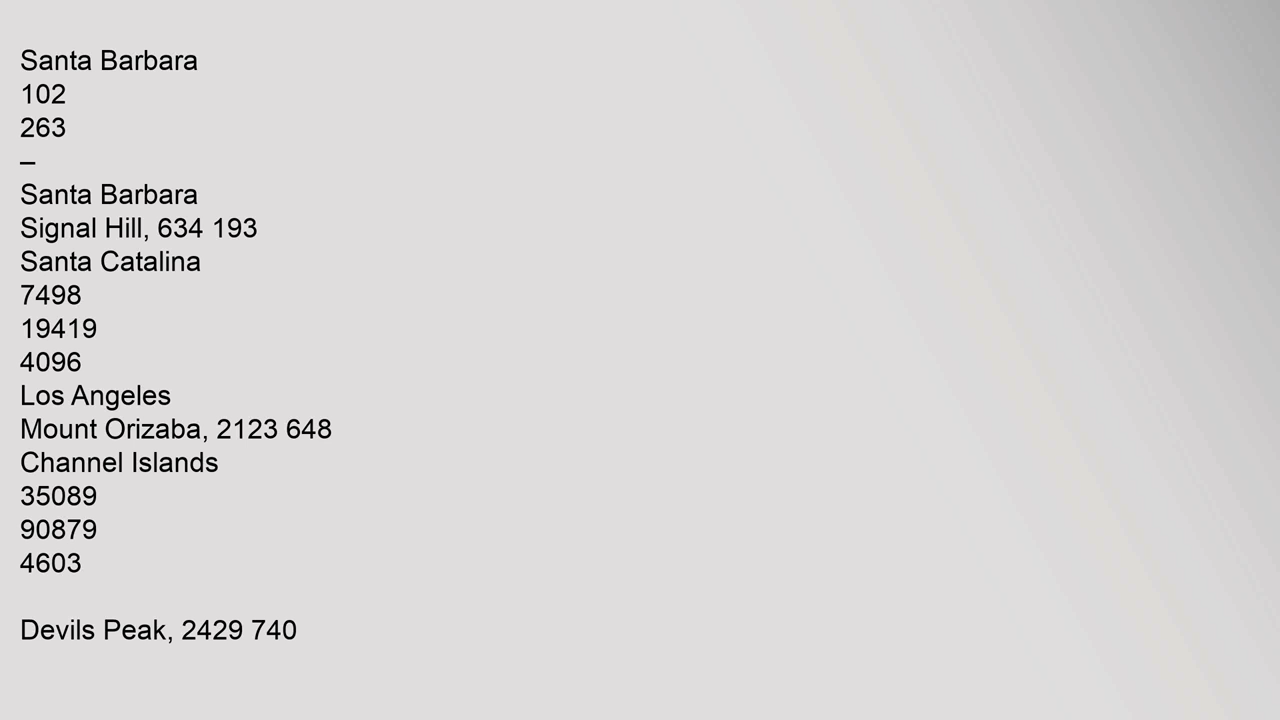 Santa Barbara
102
263
–
Santa Barbara
Signal Hill, 634 193
Santa Catalina
7498
19419
4096
Los Angeles
Mount Orizaba, 2123 648
Channel Islands
35089
90879
4603
Devils Peak, 2429 740